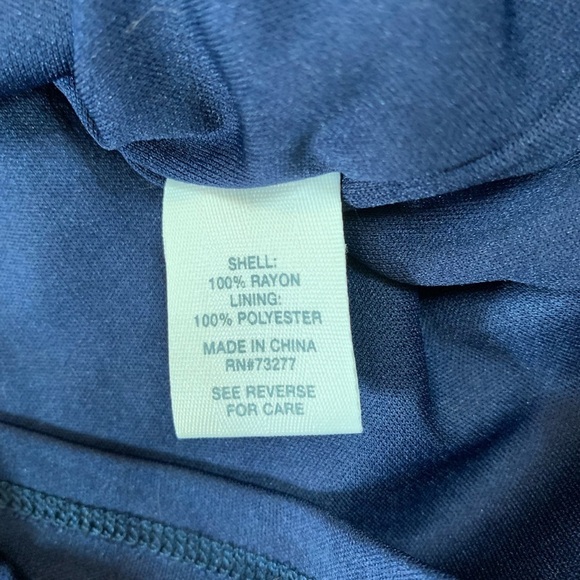 SHELL:
100% RAYON
LINING:
100% POLYESTER
MADE IN CHINA
RN#73277
SEE REVERSE
FOR CARE